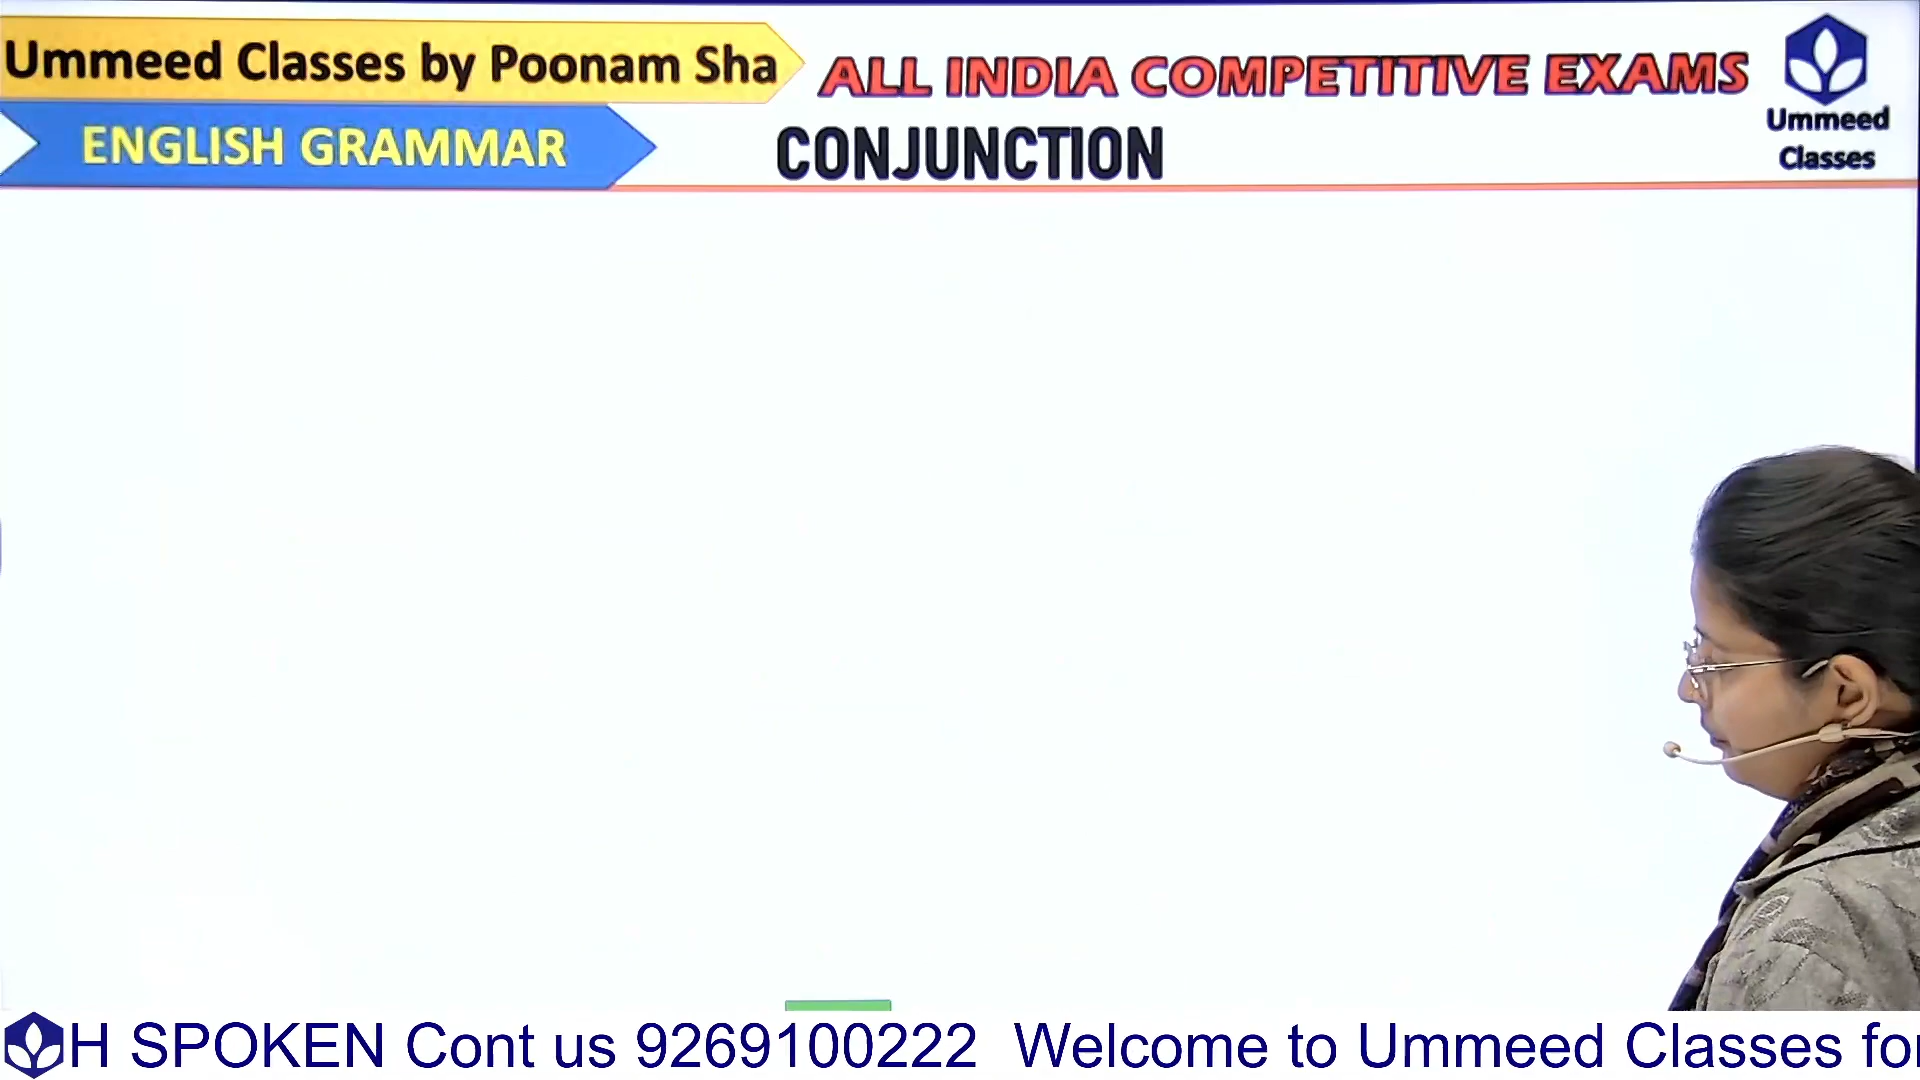 Ummeed Classes by Poonam Sha
ALL INDIA COMPETITIVE EXAMS
ENGLISH GRAMMAR
CONJUNCTION
Ummeed
Classes
H SPOKEN Cont us 9269100222 Welcome to Ummeed Classes for